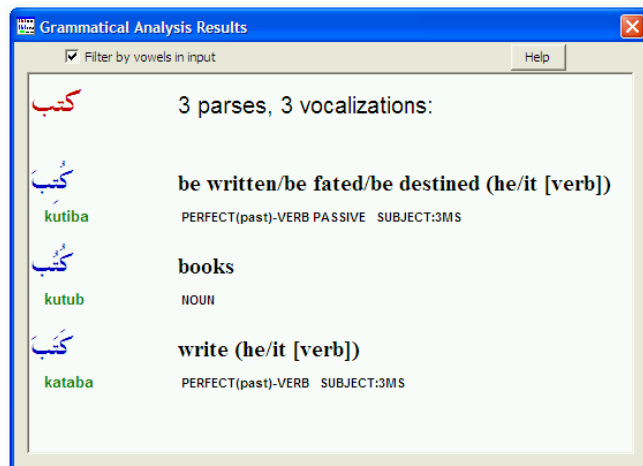 Grammatical Analysis Results
Filter by vowels in input Help
كتب 3 parses, 3 vocalizations:
كُتِبَ be written/be fated/be destined (he/it [verb])
kutiba PERFECT(past)-VERB PASSIVE SUBJECT:3MS
كُتُب books
kutub NOUN
كَتَبَ write (he/it [verb])
kataba PERFECT(past)-VERB SUBJECT:3MS